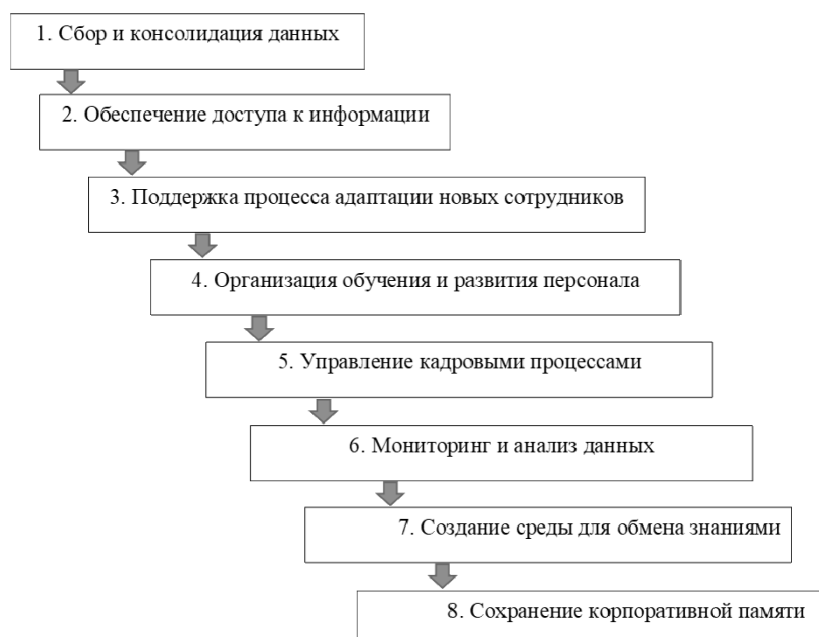 1. Сбор и консолидация данных
2. Обеспечение доступа к информации
3. Поддержка процесса адаптации новых сотрудников
4. Организация обучения и развития персонала
5. Управление кадровыми процессами
6. Мониторинг и анализ данных
7. Создание среды для обмена знаниями
8. Сохранение корпоративной памяти